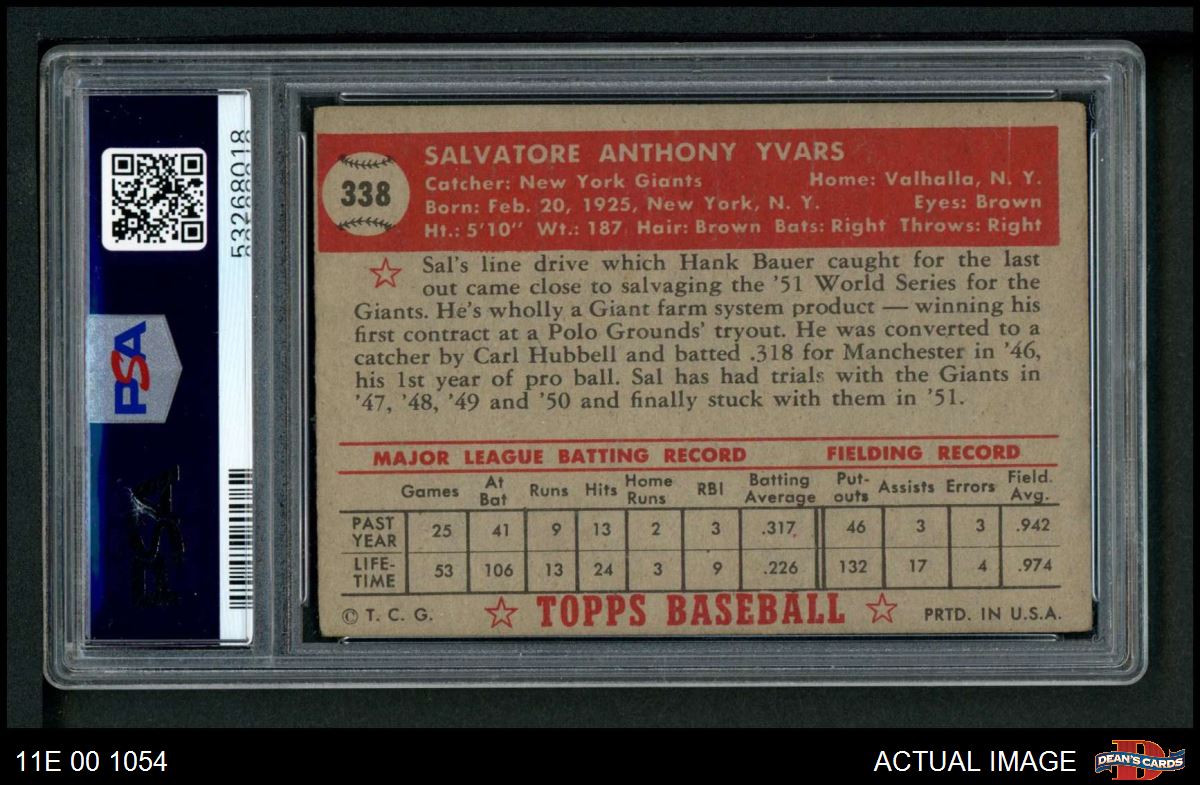 53268018
PSA
PSA
338
SALVATORE ANTHONY YVARS
Catcher: New York Giants Home: Valhalla, N. Y.
Born: Feb. 20, 1925, New York, N. Y. Eyes: Brown
Ht.: 5'10" Wt.: 187 Hair: Brown Bats: Right Throws: Right
Sal's line drive which Hank Bauer caught for the last
out came close to salvaging the '51 World Series for the
Giants. He's wholly a Giant farm system product — winning his
first contract at a Polo Grounds' tryout. He was converted to a
catcher by Carl Hubbell and batted .318 for Manchester in '46,
his 1st year of pro ball. Sal has had trials with the Giants in
'47, '48, '49 and '50 and finally stuck with them in '51.
MAJOR LEAGUE BATTING RECORD FIELDING RECORD
Games At Bat Runs Hits Home Runs RBI Batting Average Put-outs Assists Errors Field. Avg.
PAST YEAR 25 41 9 13 2 3 .317 46 3 3 .942
LIFE-TIME 53 106 13 24 3 9 .226 132 17 4 .974
© T. C. G. TOPPS BASEBALL PRTD. IN U.S.A.
11E 00 1054 ACTUAL IMAGE DEAN'S CARDS